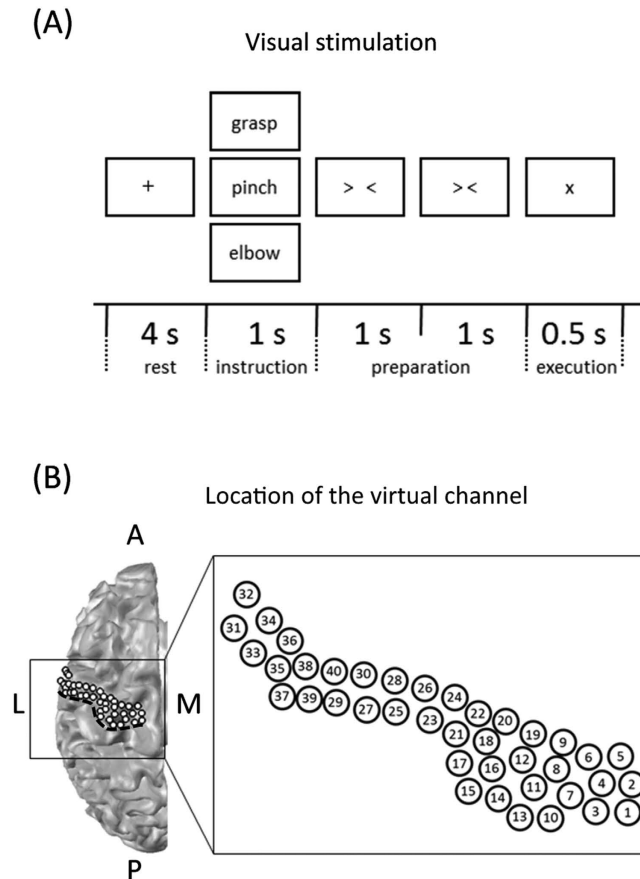 (A)
Visual stimulation
grasp
+
pinch
> <
> <
x
elbow
4 s
1 s
1 s
1 s
0.5 s
rest
instruction
preparation
execution
(B)
Location of the virtual channel
A
L
M
P
32
34
31
36
33
35
38
40
30
28
26
24
37
39
29
27
25
23
22
20
21
18
19
9
17
16
12
8
6
5
15
14
11
7
4
2
13
10
3
1